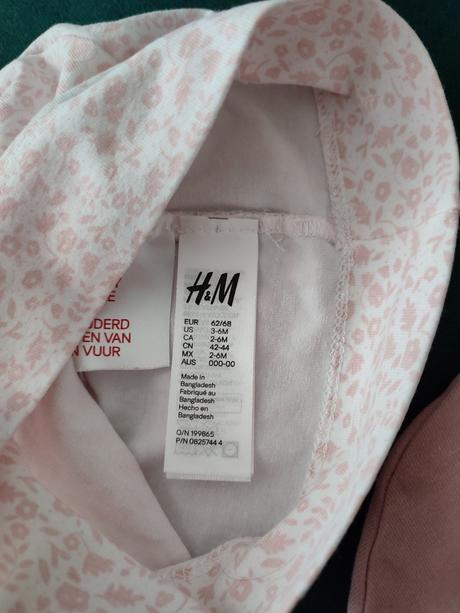 H&M
EUR 62/68
US 3-6M
CA 2-6M
CN 42-44
MX 2-6M
AUS 000-00
Made in
Bangladesh
Fabriqué au
Bangladesh
Hecho en
Bangladesh
O/N 199865
P/N 0825744 4
E
DERD
EN VAN
N VUUR